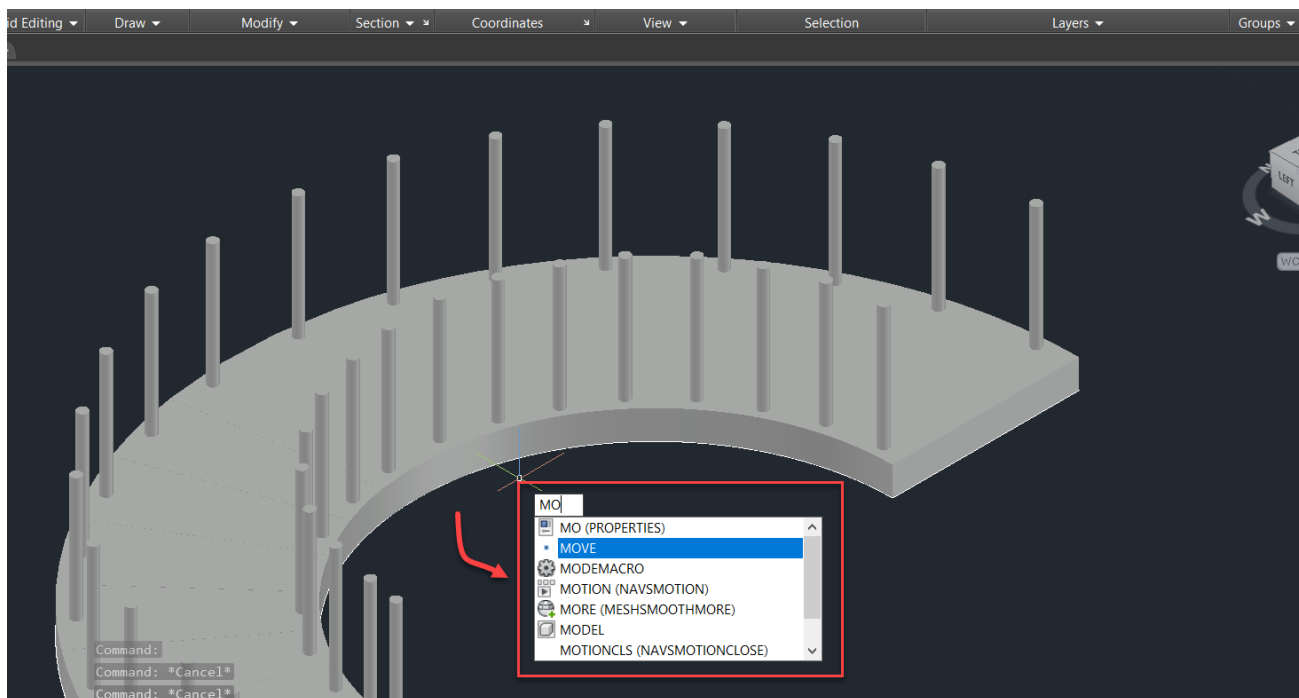 id Editing Draw Modify Section Coordinates View Selection Layers Groups
N
LEFT
W
WO
MO
MO (PROPERTIES)
MOVE
MODEMACRO
MOTION (NAVSMOTION)
MORE (MESHSMOOTHMORE)
MODEL
MOTIONCLS (NAVSMOTIONCLOSE)
Command:
Command: *Cancel*
Command: *Cancel*